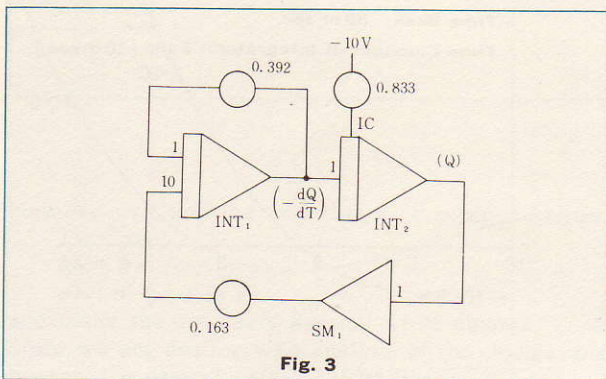 −10V
0.392
0.833
IC
1
10
1
(Q)
(−dQ/dT)
INT₁
INT₂
1
0.163
SM₁
Fig. 3